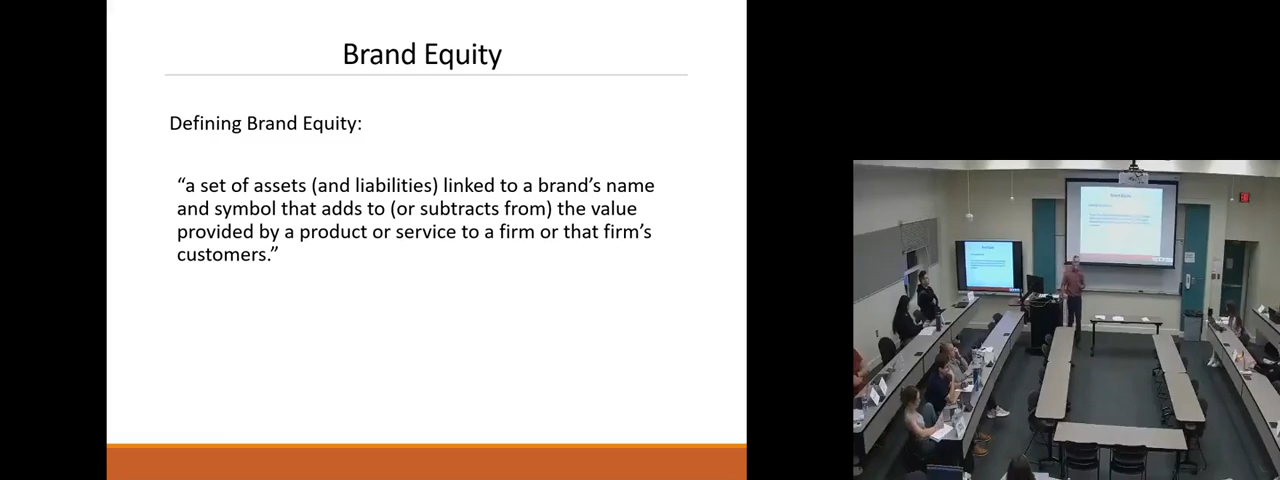 Brand Equity
Defining Brand Equity:
“a set of assets (and liabilities) linked to a brand’s name
and symbol that adds to (or subtracts from) the value
provided by a product or service to a firm or that firm’s
customers.”